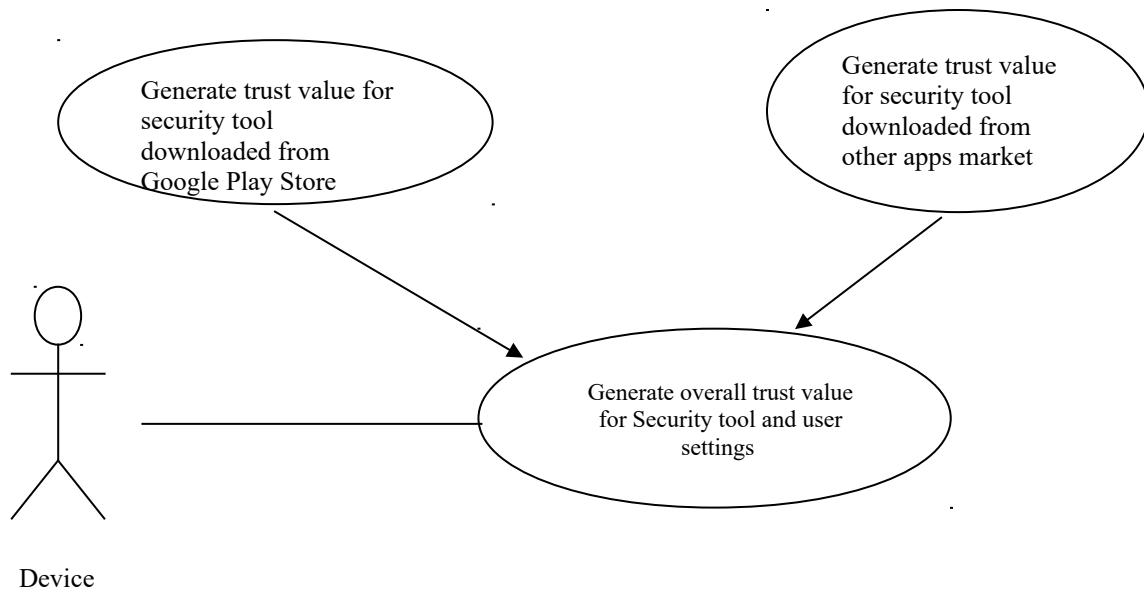 Generate trust value for
security tool
downloaded from
Google Play Store
Generate trust value
for security tool
downloaded from
other apps market
Generate overall trust value
for Security tool and user
settings
Device